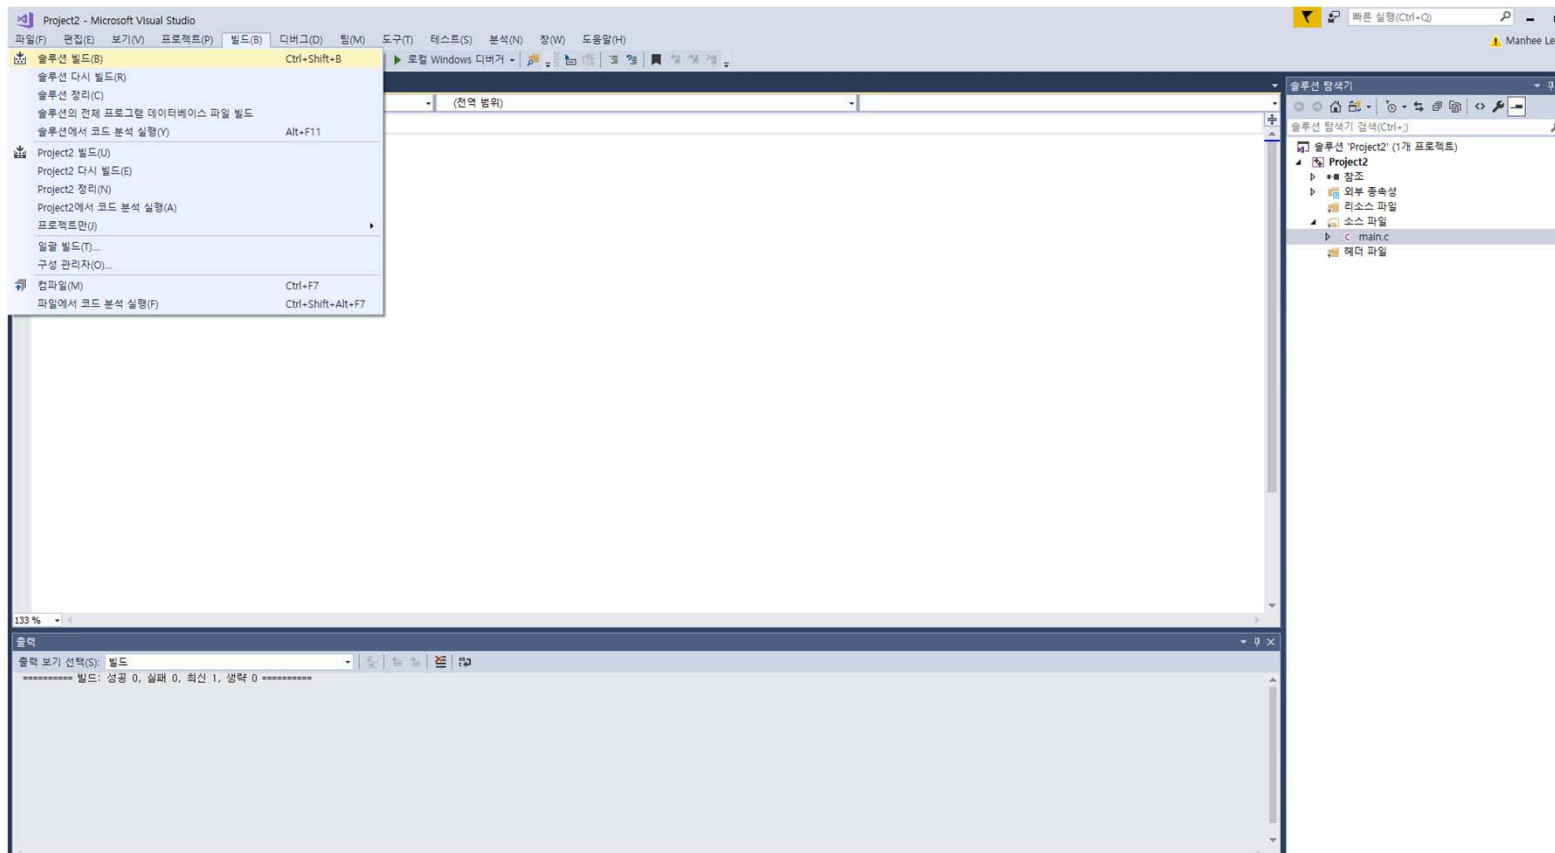 Project2 - Microsoft Visual Studio
빠른 실행(Ctrl+Q)
파일(F) 편집(E) 보기(V) 프로젝트(P) 빌드(B) 디버그(D) 팀(M) 도구(T) 테스트(S) 분석(N) 창(W) 도움말(H)
Manhee Le
솔루션 빌드(B) Ctrl+Shift+B
로컬 Windows 디버거
솔루션 다시 빌드(R)
솔루션 정리(C)
솔루션의 전체 프로그램 데이터베이스 파일 빌드
솔루션에서 코드 분석 실행(Y) Alt+F11
Project2 빌드(U)
Project2 다시 빌드(E)
Project2 정리(N)
Project2에서 코드 분석 실행(A)
프로젝트만(J)
일괄 빌드(T)...
구성 관리자(O)...
컴파일(M) Ctrl+F7
파일에서 코드 분석 실행(F) Ctrl+Shift+Alt+F7
(전역 범위)
솔루션 탐색기
솔루션 탐색기 검색(Ctrl+;)
솔루션 'Project2' (1개 프로젝트)
Project2
참조
외부 종속성
리소스 파일
소스 파일
main.c
헤더 파일
133 %
출력
출력 보기 선택(S): 빌드
========== 빌드: 성공 0, 실패 0, 최신 1, 생략 0 ==========